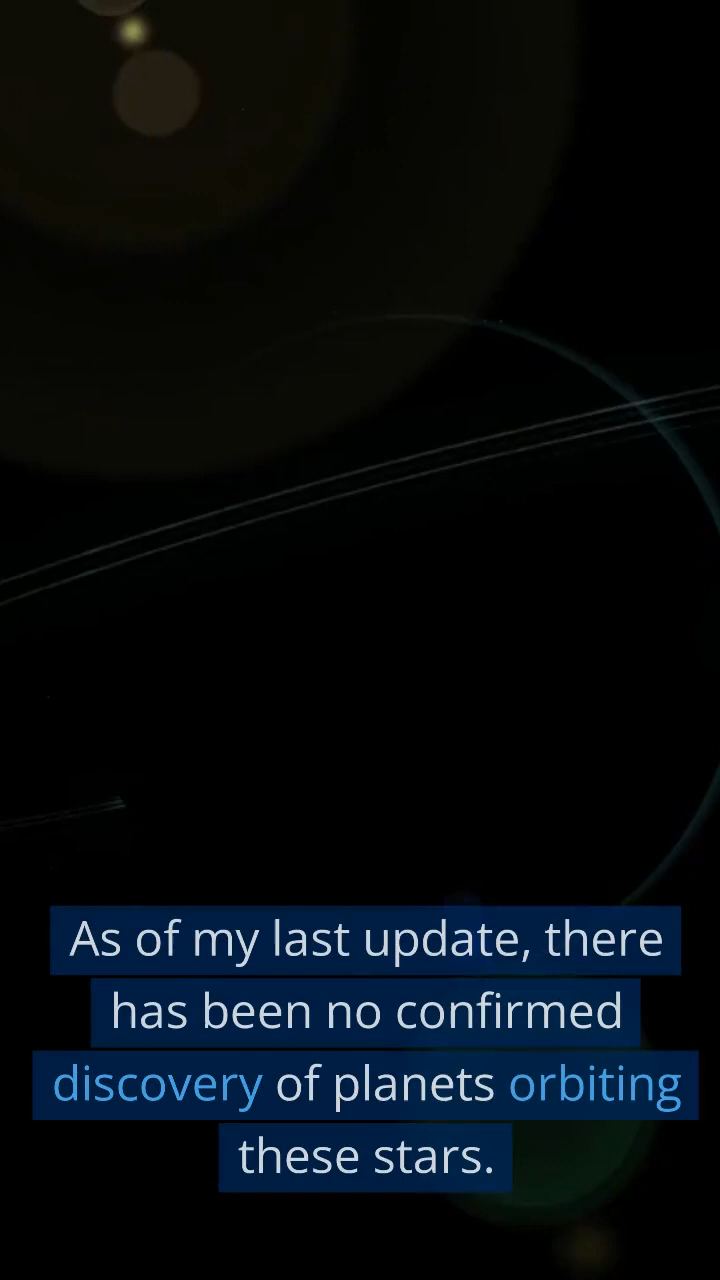 As of my last update, there
has been no confirmed
discovery of planets orbiting
these stars.